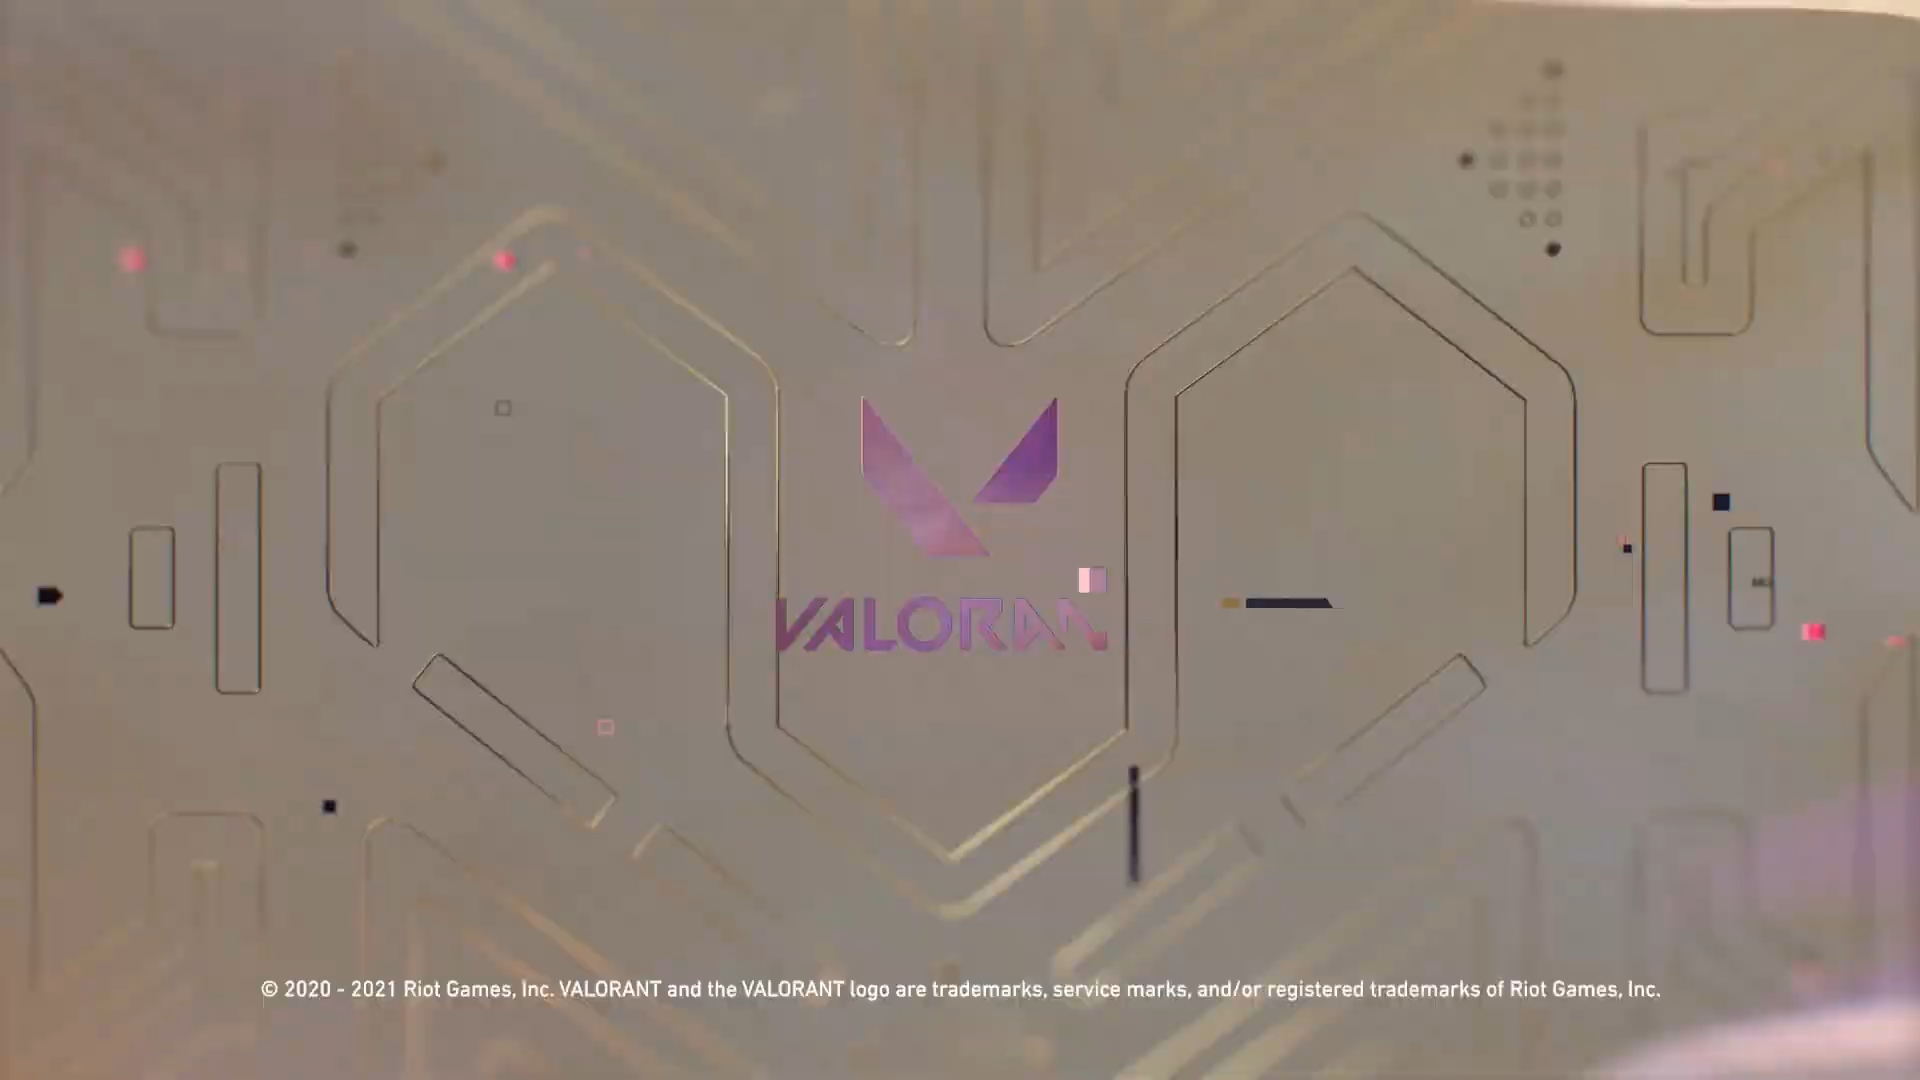 VALORANT
© 2020 - 2021 Riot Games, Inc. VALORANT and the VALORANT logo are trademarks, service marks, and/or registered trademarks of Riot Games, Inc.